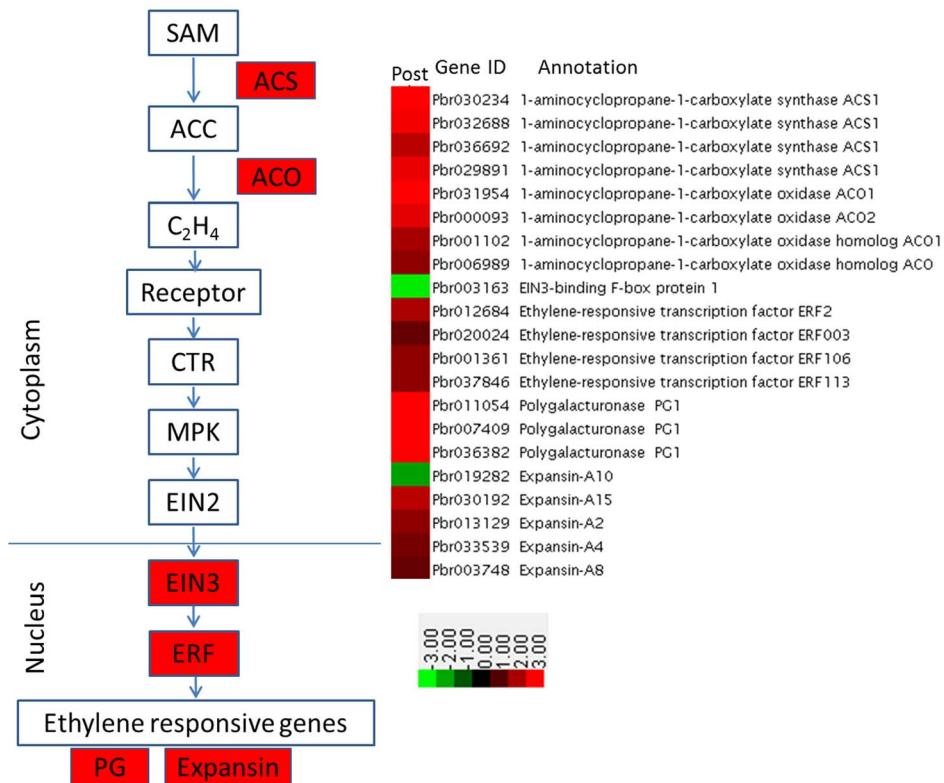 SAM
ACS
ACC
ACO
C₂H₄
Receptor
CTR
MPK
EIN2
EIN3
ERF
Ethylene responsive genes
PG Expansin
Cytoplasm
Nucleus
Post Gene ID Annotation
Pbr030234 1-aminocyclopropane-1-carboxylate synthase ACS1
Pbr032688 1-aminocyclopropane-1-carboxylate synthase ACS1
Pbr036692 1-aminocyclopropane-1-carboxylate synthase ACS1
Pbr029891 1-aminocyclopropane-1-carboxylate synthase ACS1
Pbr031954 1-aminocyclopropane-1-carboxylate oxidase ACO1
Pbr000093 1-aminocyclopropane-1-carboxylate oxidase ACO2
Pbr001102 1-aminocyclopropane-1-carboxylate oxidase homolog ACO1
Pbr006989 1-aminocyclopropane-1-carboxylate oxidase homolog ACO
Pbr003163 EIN3-binding F-box protein 1
Pbr012684 Ethylene-responsive transcription factor ERF2
Pbr020024 Ethylene-responsive transcription factor ERF003
Pbr001361 Ethylene-responsive transcription factor ERF106
Pbr037846 Ethylene-responsive transcription factor ERF113
Pbr011054 Polygalacturonase PG1
Pbr007409 Polygalacturonase PG1
Pbr036382 Polygalacturonase PG1
Pbr019282 Expansin-A10
Pbr030192 Expansin-A15
Pbr013129 Expansin-A2
Pbr033539 Expansin-A4
Pbr003748 Expansin-A8
-3.00
-2.00
-1.00
0.00
1.00
2.00
3.00